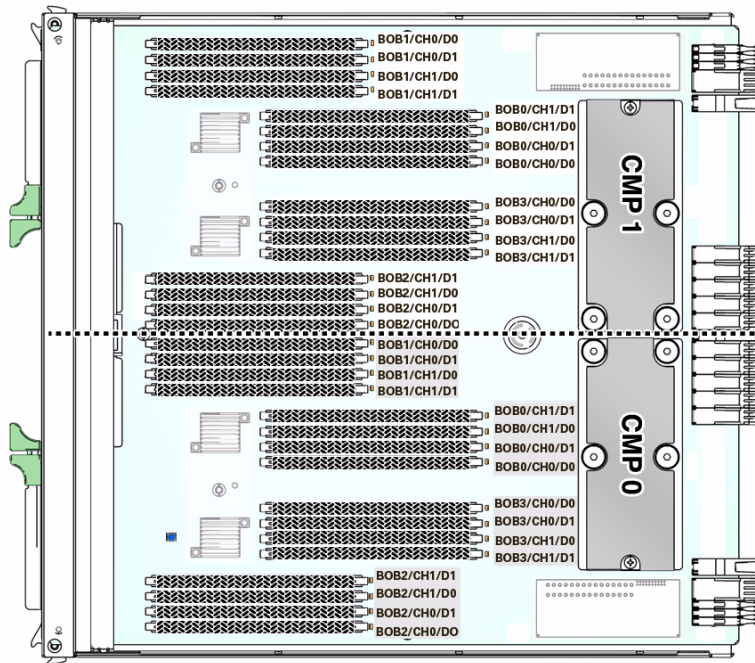 BOB1/CH0/D0
BOB1/CH0/D1
BOB1/CH1/D0
BOB1/CH1/D1
BOB0/CH1/D1
BOB0/CH1/D0
BOB0/CH0/D1
BOB0/CH0/D0
CMP 1
BOB3/CH0/D0
BOB3/CH0/D1
BOB3/CH1/D0
BOB3/CH1/D1
BOB2/CH1/D1
BOB2/CH1/D0
BOB2/CH0/D1
BOB2/CH0/DO
BOB1/CH0/D0
BOB1/CH0/D1
BOB1/CH1/D0
BOB1/CH1/D1
BOB0/CH1/D1
BOB0/CH1/D0
BOB0/CH0/D1
BOB0/CH0/D0
CMP 0
BOB3/CH0/D0
BOB3/CH0/D1
BOB3/CH1/D0
BOB3/CH1/D1
BOB2/CH1/D1
BOB2/CH1/D0
BOB2/CH0/D1
BOB2/CH0/DO